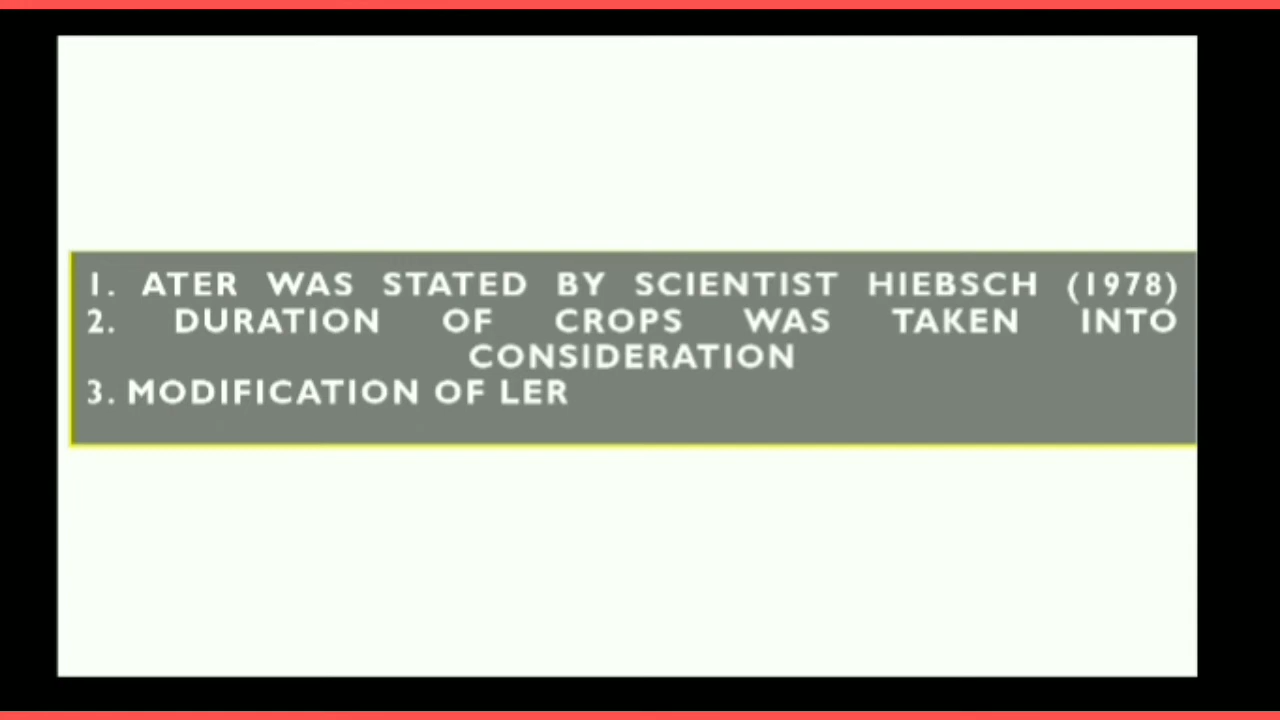 1. ATER WAS STATED BY SCIENTIST HIEBSCH (1978)
2. DURATION OF CROPS WAS TAKEN INTO
CONSIDERATION
3. MODIFICATION OF LER